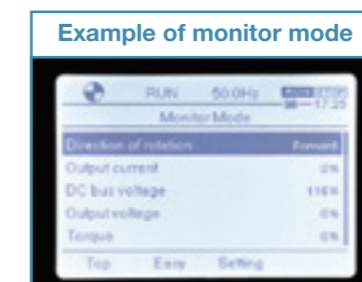 Example of monitor mode
RUN 50.0Hz
17:25
Monitor Mode
Direction of rotation Forward
Output current 0%
DC bus voltage 116%
Output voltage 0%
Torque 0%
Top Easy Setting